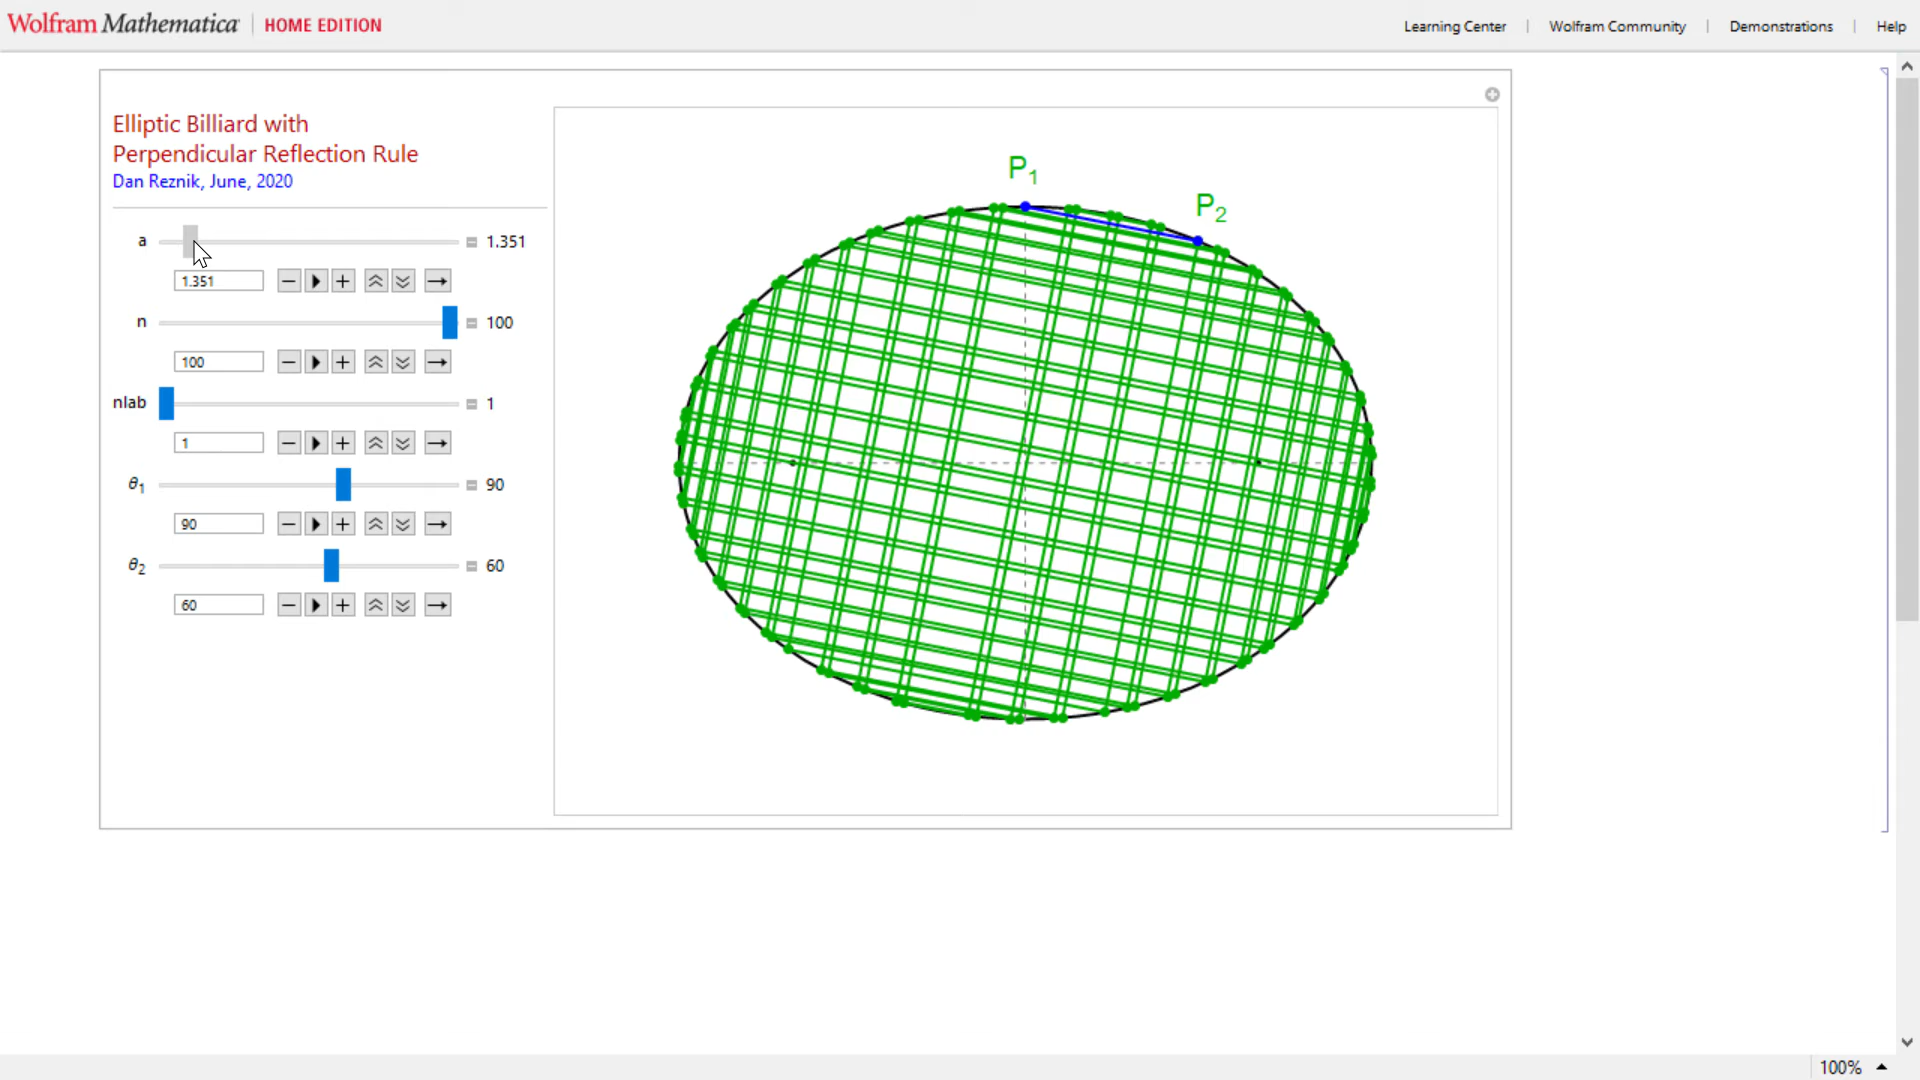 Wolfram Mathematica | HOME EDITION
Learning Center | Wolfram Community | Demonstrations | Help
Elliptic Billiard with
Perpendicular Reflection Rule
Dan Reznik, June, 2020
a 1.351
1.351
n 100
100
nlab 1
1
θ1 90
90
θ2 60
60
P1
P2
100%